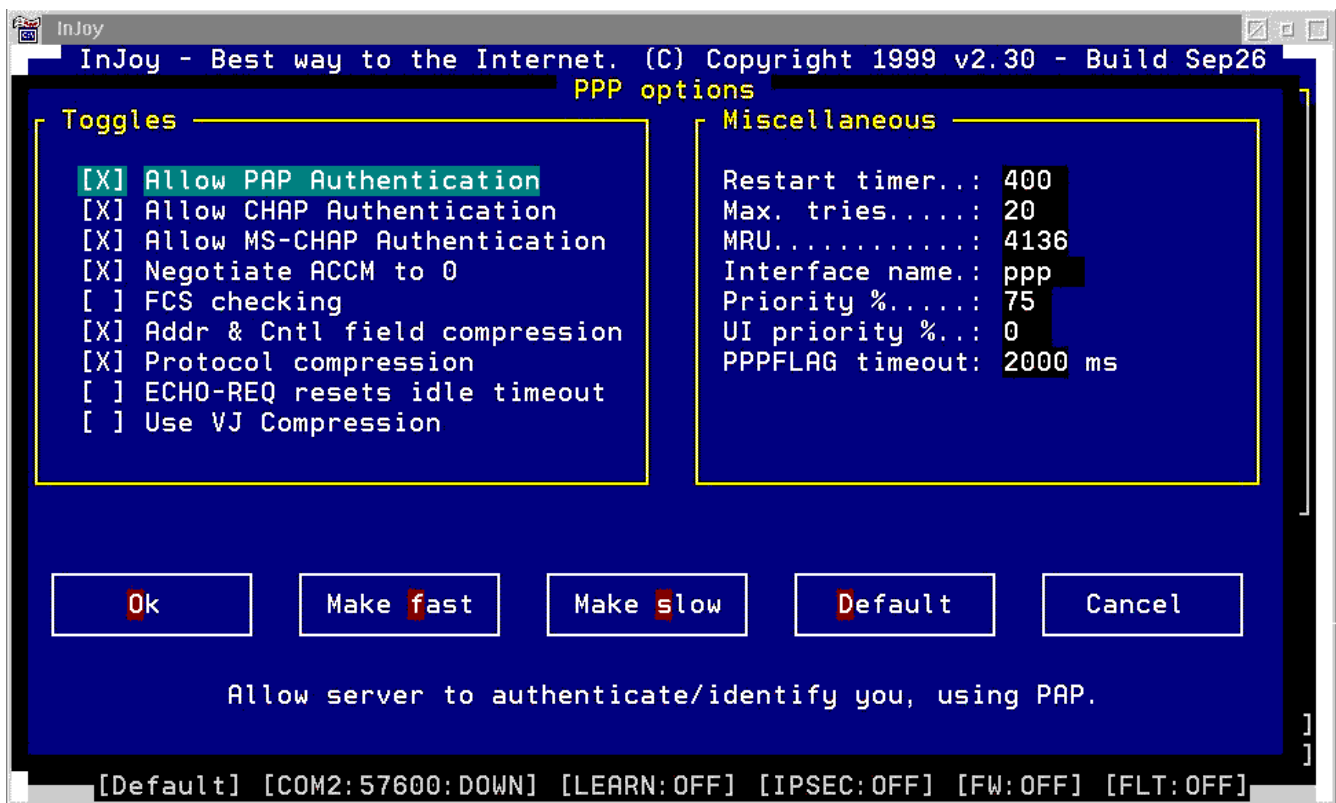 InJoy
InJoy - Best way to the Internet. (C) Copyright 1999 v2.30 - Build Sep26
PPP options
Toggles
[X] Allow PAP Authentication
[X] Allow CHAP Authentication
[X] Allow MS-CHAP Authentication
[X] Negotiate ACCM to 0
[ ] FCS checking
[X] Addr & Cntl field compression
[X] Protocol compression
[ ] ECHO-REQ resets idle timeout
[ ] Use VJ Compression
Miscellaneous
Restart timer..: 400
Max. tries.....: 20
MRU............: 4136
Interface name.: ppp
Priority %.....: 75
UI priority %..: 0
PPPFLAG timeout: 2000 ms
Ok
Make fast
Make slow
Default
Cancel
Allow server to authenticate/identify you, using PAP.
]
]
[Default] [COM2:57600:DOWN] [LEARN:OFF] [IPSEC:OFF] [FW:OFF] [FLT:OFF]